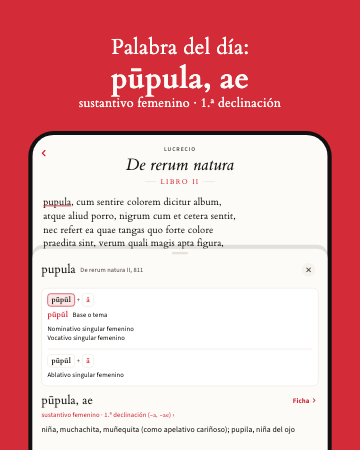 Palabra del día:
pūpula, ae
sustantivo femenino · 1.ª declinación
LUCRECIO
De rerum natura
LIBRO II
pupula, cum sentire colorem dicitur album,
atque aliud porro, nigrum cum et cetera sentit,
nec refert ea quae tangas quo forte colore
praedita sint, verum quali magis apta figura,
pupula De rerum natura II, 811
pūpŭl + ă
pūpŭl Base o tema
Nominativo singular femenino
Vocativo singular femenino
pūpŭl + ā
Ablativo singular femenino
pūpula, ae Ficha ›
sustantivo femenino · 1.ª declinación (-a, -ae) ›
niña, muchachita, muñequita (como apelativo cariñoso); pupila, niña del ojo